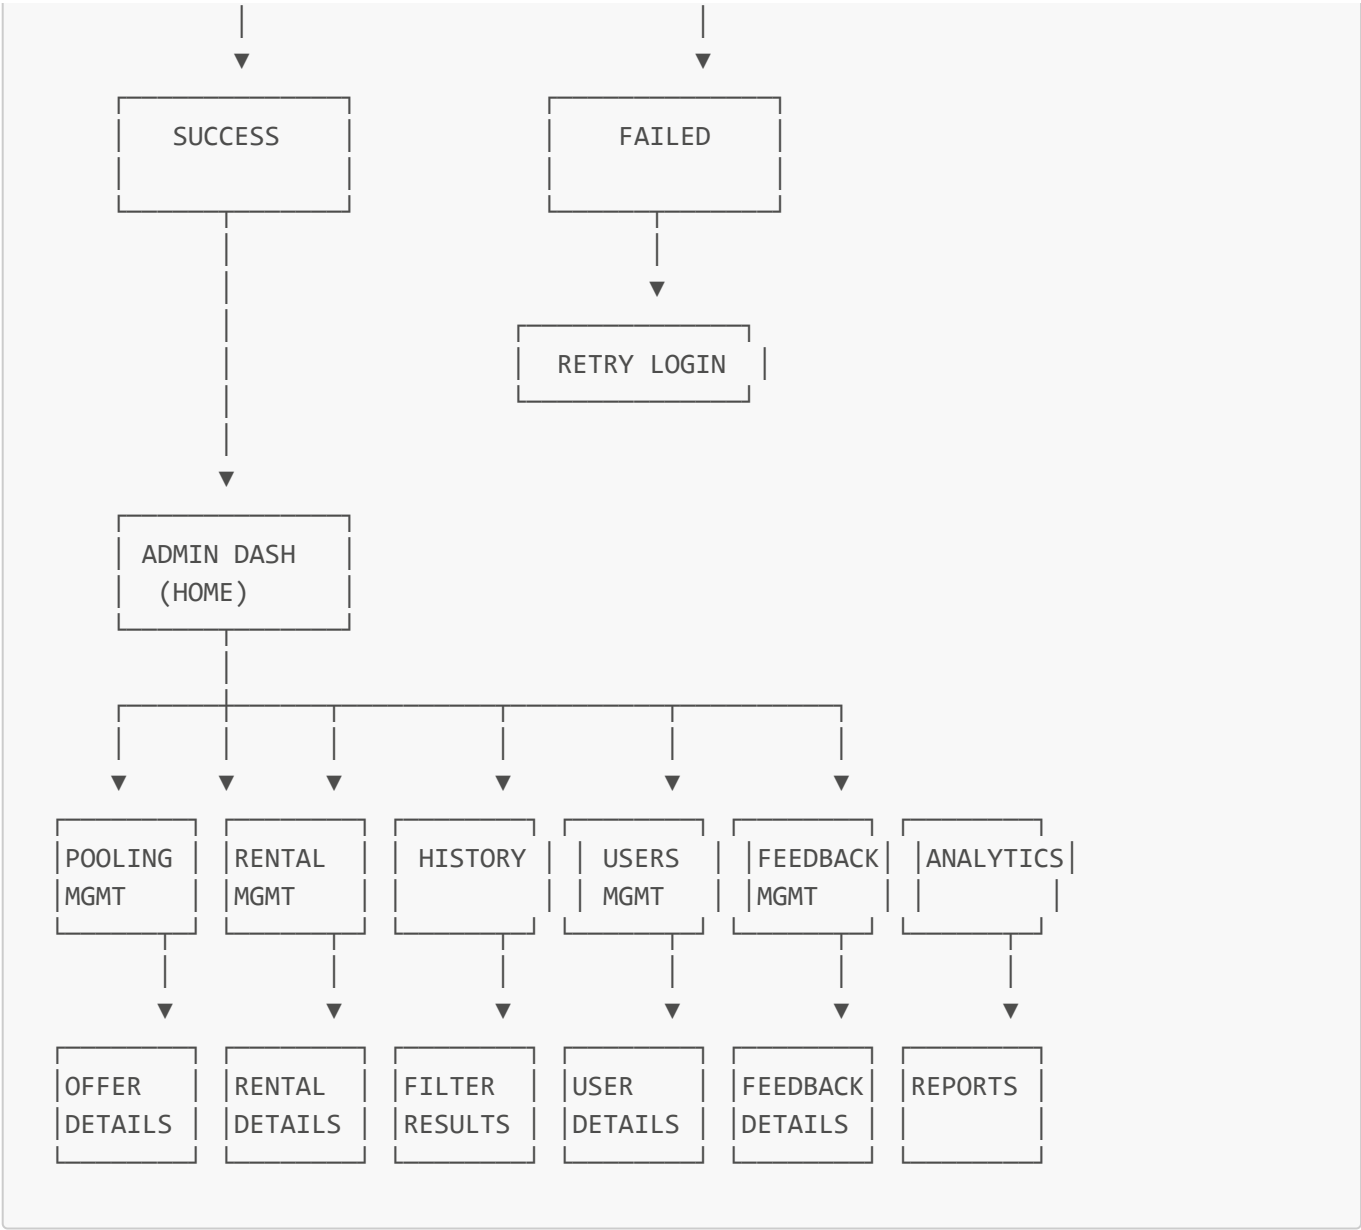 SUCCESS FAILED
RETRY LOGIN
ADMIN DASH
(HOME)
POOLING RENTAL HISTORY USERS FEEDBACK ANALYTICS
MGMT MGMT MGMT MGMT
OFFER RENTAL FILTER USER FEEDBACK REPORTS
DETAILS DETAILS RESULTS DETAILS DETAILS